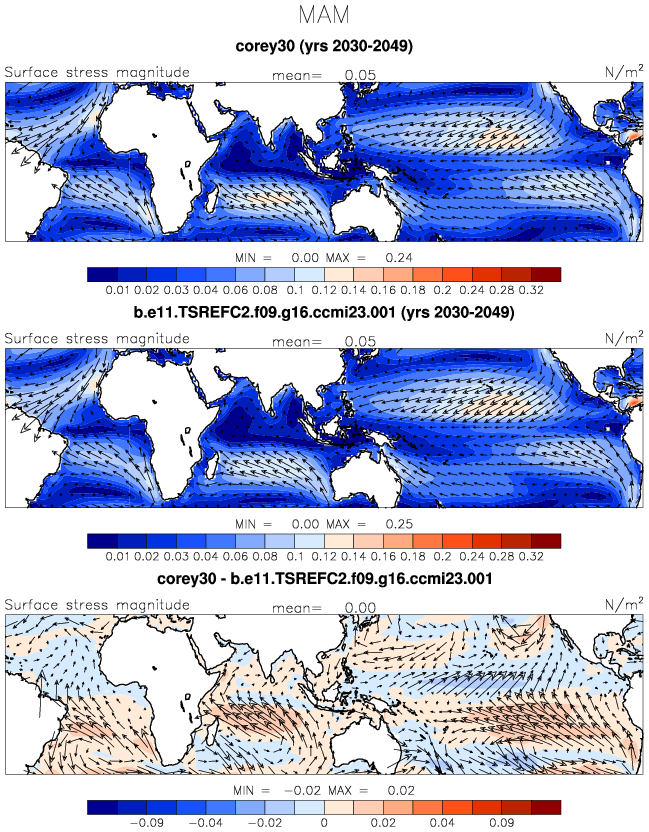 MAM
corey30 (yrs 2030-2049)
Surface stress magnitude mean= 0.05 N/m²
MIN = 0.00 MAX = 0.24
0.01 0.02 0.03 0.04 0.06 0.08 0.1 0.12 0.14 0.16 0.18 0.2 0.24 0.28 0.32
b.e11.TSREFC2.f09.g16.ccmi23.001 (yrs 2030-2049)
Surface stress magnitude mean= 0.05 N/m²
MIN = 0.00 MAX = 0.25
0.01 0.02 0.03 0.04 0.06 0.08 0.1 0.12 0.14 0.16 0.18 0.2 0.24 0.28 0.32
corey30 - b.e11.TSREFC2.f09.g16.ccmi23.001
Surface stress magnitude mean= 0.00 N/m²
MIN = -0.02 MAX = 0.02
-0.09 -0.04 -0.02 0 0.02 0.04 0.09